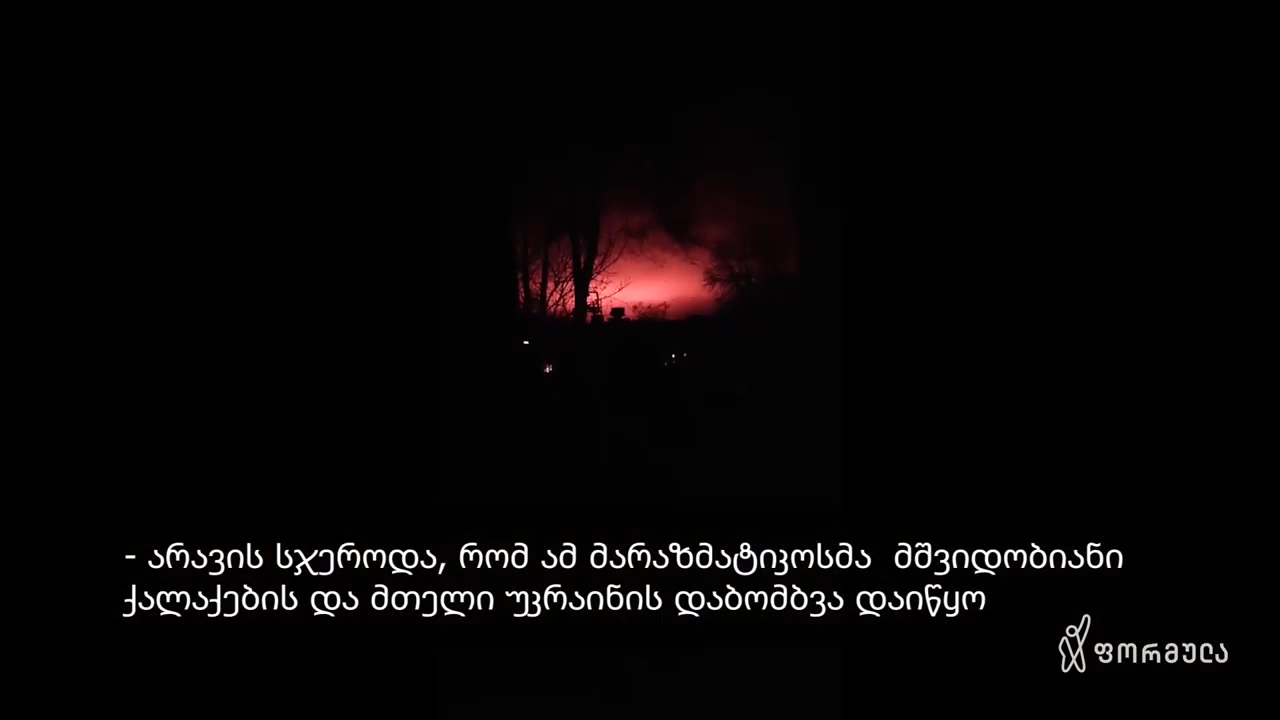 - არავის სჯეროდა, რომ ამ მარაზმატიკოსმა მშვიდობიანი
ქალაქების და მთელი უკრაინის დაბომბვა დაიწყო
ფორმულა